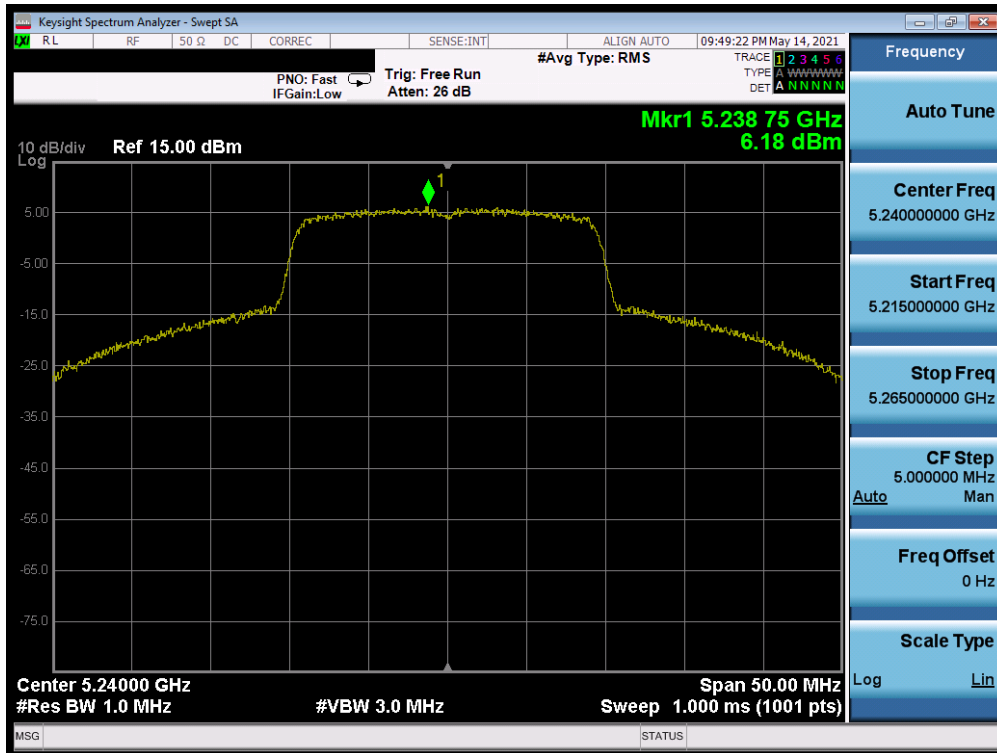 Keysight Spectrum Analyzer - Swept SA
LXI RL RF 50 Ω DC CORREC SENSE:INT ALIGN AUTO 09:49:22 PM May 14, 2021
PNO: Fast Trig: Free Run #Avg Type: RMS TRACE 1 2 3 4 5 6
IFGain:Low Atten: 26 dB TYPE A WWWWW
DET A N N N N N
Mkr1 5.238 75 GHz
6.18 dBm
10 dB/div Ref 15.00 dBm
Log
1
5.00
-5.00
-15.0
-25.0
-35.0
-45.0
-55.0
-65.0
-75.0
Center 5.24000 GHz Span 50.00 MHz
#Res BW 1.0 MHz #VBW 3.0 MHz Sweep 1.000 ms (1001 pts)
MSG STATUS
Frequency
Auto Tune
Center Freq
5.240000000 GHz
Start Freq
5.215000000 GHz
Stop Freq
5.265000000 GHz
CF Step
5.000000 MHz
Auto Man
Freq Offset
0 Hz
Scale Type
Log Lin